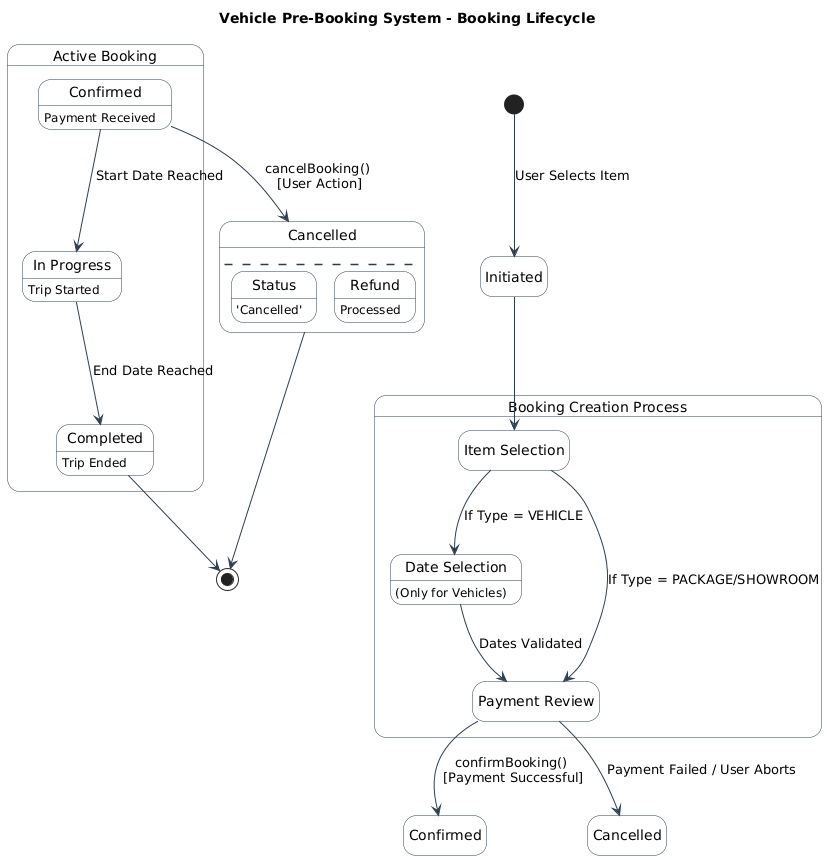 Vehicle Pre-Booking System - Booking Lifecycle
Active Booking
Confirmed
Payment Received
Start Date Reached
In Progress
Trip Started
End Date Reached
Completed
Trip Ended
cancelBooking()
[User Action]
Cancelled
Status
'Cancelled'
Refund
Processed
User Selects Item
Initiated
Booking Creation Process
Item Selection
If Type = VEHICLE
Date Selection
(Only for Vehicles)
If Type = PACKAGE/SHOWROOM
Dates Validated
Payment Review
confirmBooking()
[Payment Successful]
Payment Failed / User Aborts
Confirmed
Cancelled